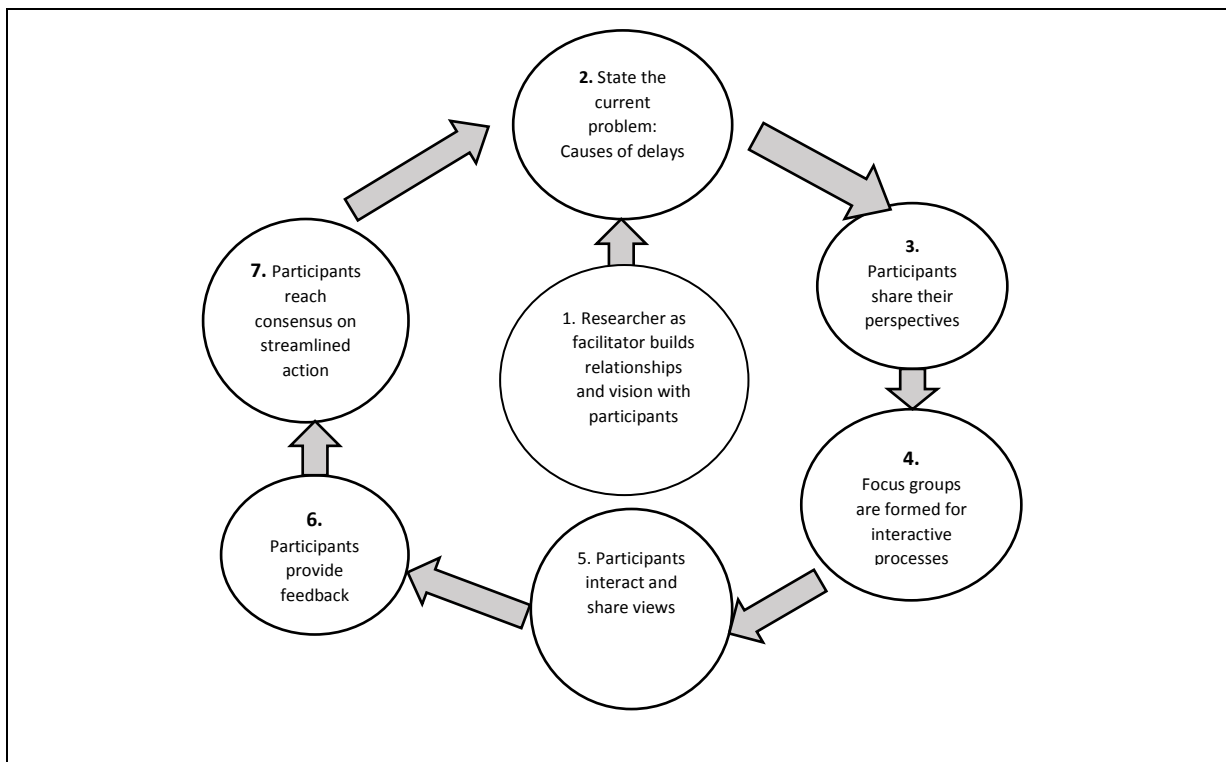 1. Researcher as
facilitator builds
relationships
and vision with
participants
2. State the
current
problem:
Causes of delays
3.
Participants
share their
perspectives
4.
Focus groups
are formed for
interactive
processes
5. Participants
interact and
share views
6.
Participants
provide
feedback
7. Participants
reach
consensus on
streamlined
action